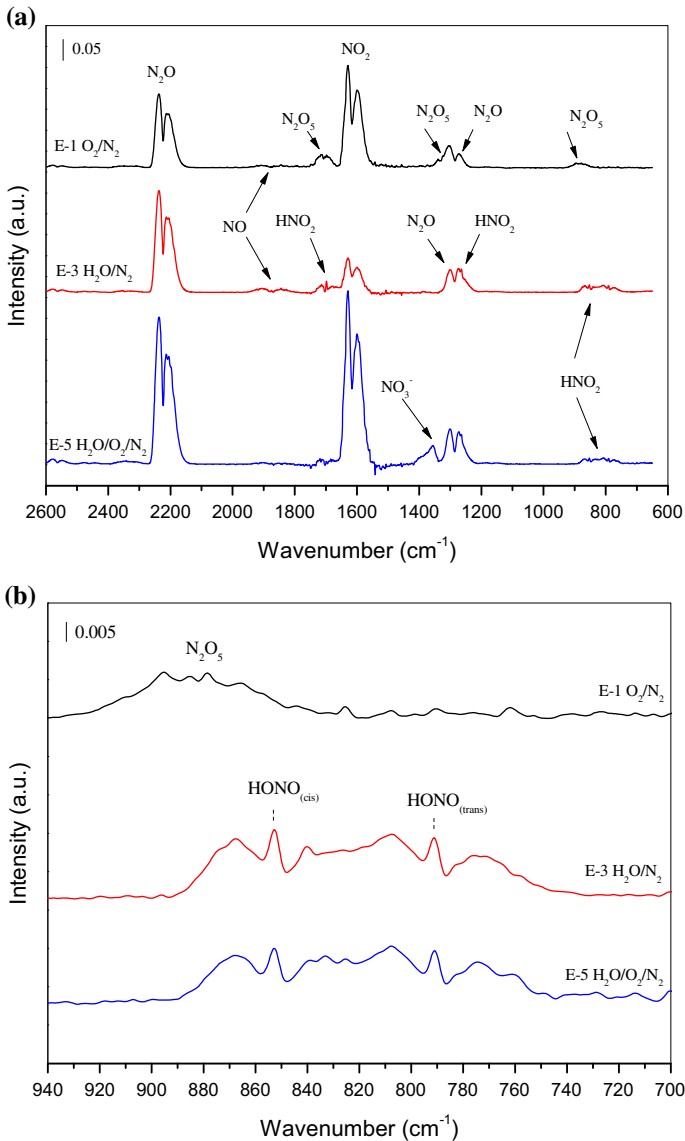 (a)
0.05
N₂O
NO₂
N₂O₅
N₂O₅
N₂O
N₂O₅
E-1 O₂/N₂
NO
HNO₂
N₂O
HNO₂
E-3 H₂O/N₂
NO₃⁻
HNO₂
E-5 H₂O/O₂/N₂
Intensity (a.u.)
2600 2400 2200 2000 1800 1600 1400 1200 1000 800 600
Wavenumber (cm⁻¹)
(b)
0.005
N₂O₅
E-1 O₂/N₂
HONO(cis)
HONO(trans)
E-3 H₂O/N₂
E-5 H₂O/O₂/N₂
Intensity (a.u.)
940 920 900 880 860 840 820 800 780 760 740 720 700
Wavenumber (cm⁻¹)